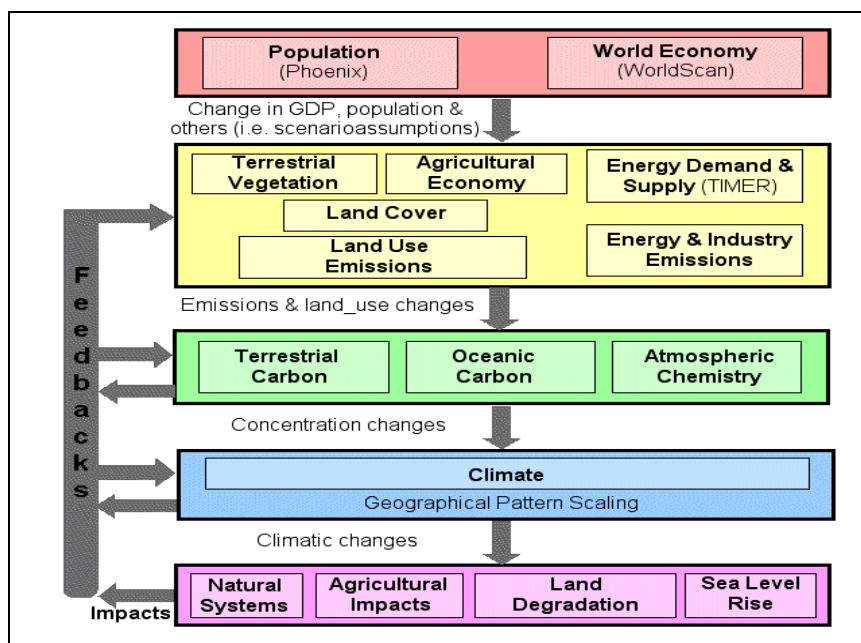 Population
(Phoenix)
World Economy
(WorldScan)
Change in GDP, population &
others (i.e. scenarioassumptions)
Terrestrial
Vegetation
Agricultural
Economy
Energy Demand &
Supply (TIMER)
Land Cover
Land Use
Emissions
Energy & Industry
Emissions
Feedbacks
Emissions & land_use changes
Terrestrial
Carbon
Oceanic
Carbon
Atmospheric
Chemistry
Concentration changes
Climate
Geographical Pattern Scaling
Climatic changes
Natural
Systems
Agricultural
Impacts
Land
Degradation
Sea Level
Rise
Impacts